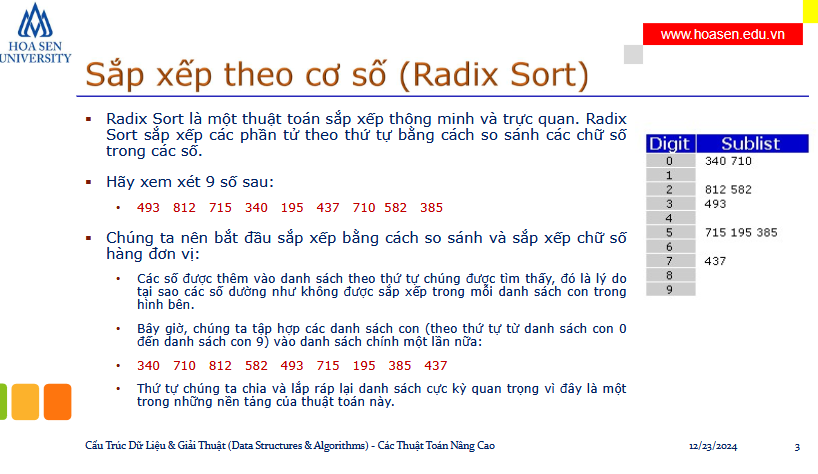 HOA SEN
UNIVERSITY
www.hoasen.edu.vn
Sắp xếp theo cơ số (Radix Sort)
Radix Sort là một thuật toán sắp xếp thông minh và trực quan. Radix
Sort sắp xếp các phần tử theo thứ tự bằng cách so sánh các chữ số
trong các số.
Hãy xem xét 9 số sau:
493 812 715 340 195 437 710 582 385
Chúng ta nên bắt đầu sắp xếp bằng cách so sánh và sắp xếp chữ số
hàng đơn vị:
Các số được thêm vào danh sách theo thứ tự chúng được tìm thấy, đó là lý do
tại sao các số dường như không được sắp xếp trong mỗi danh sách con trong
hình bên.
Bây giờ, chúng ta tập hợp các danh sách con (theo thứ tự từ danh sách con 0
đến danh sách con 9) vào danh sách chính một lần nữa:
340 710 812 582 493 715 195 385 437
Thứ tự chúng ta chia và lắp ráp lại danh sách cực kỳ quan trọng vì đây là một
trong những nền tảng của thuật toán này.
Digit Sublist
0 340 710
1
2 812 582
3 493
4
5 715 195 385
6
7 437
8
9
Cấu Trúc Dữ Liệu & Giải Thuật (Data Structures & Algorithms) - Các Thuật Toán Nâng Cao
12/23/2024
3